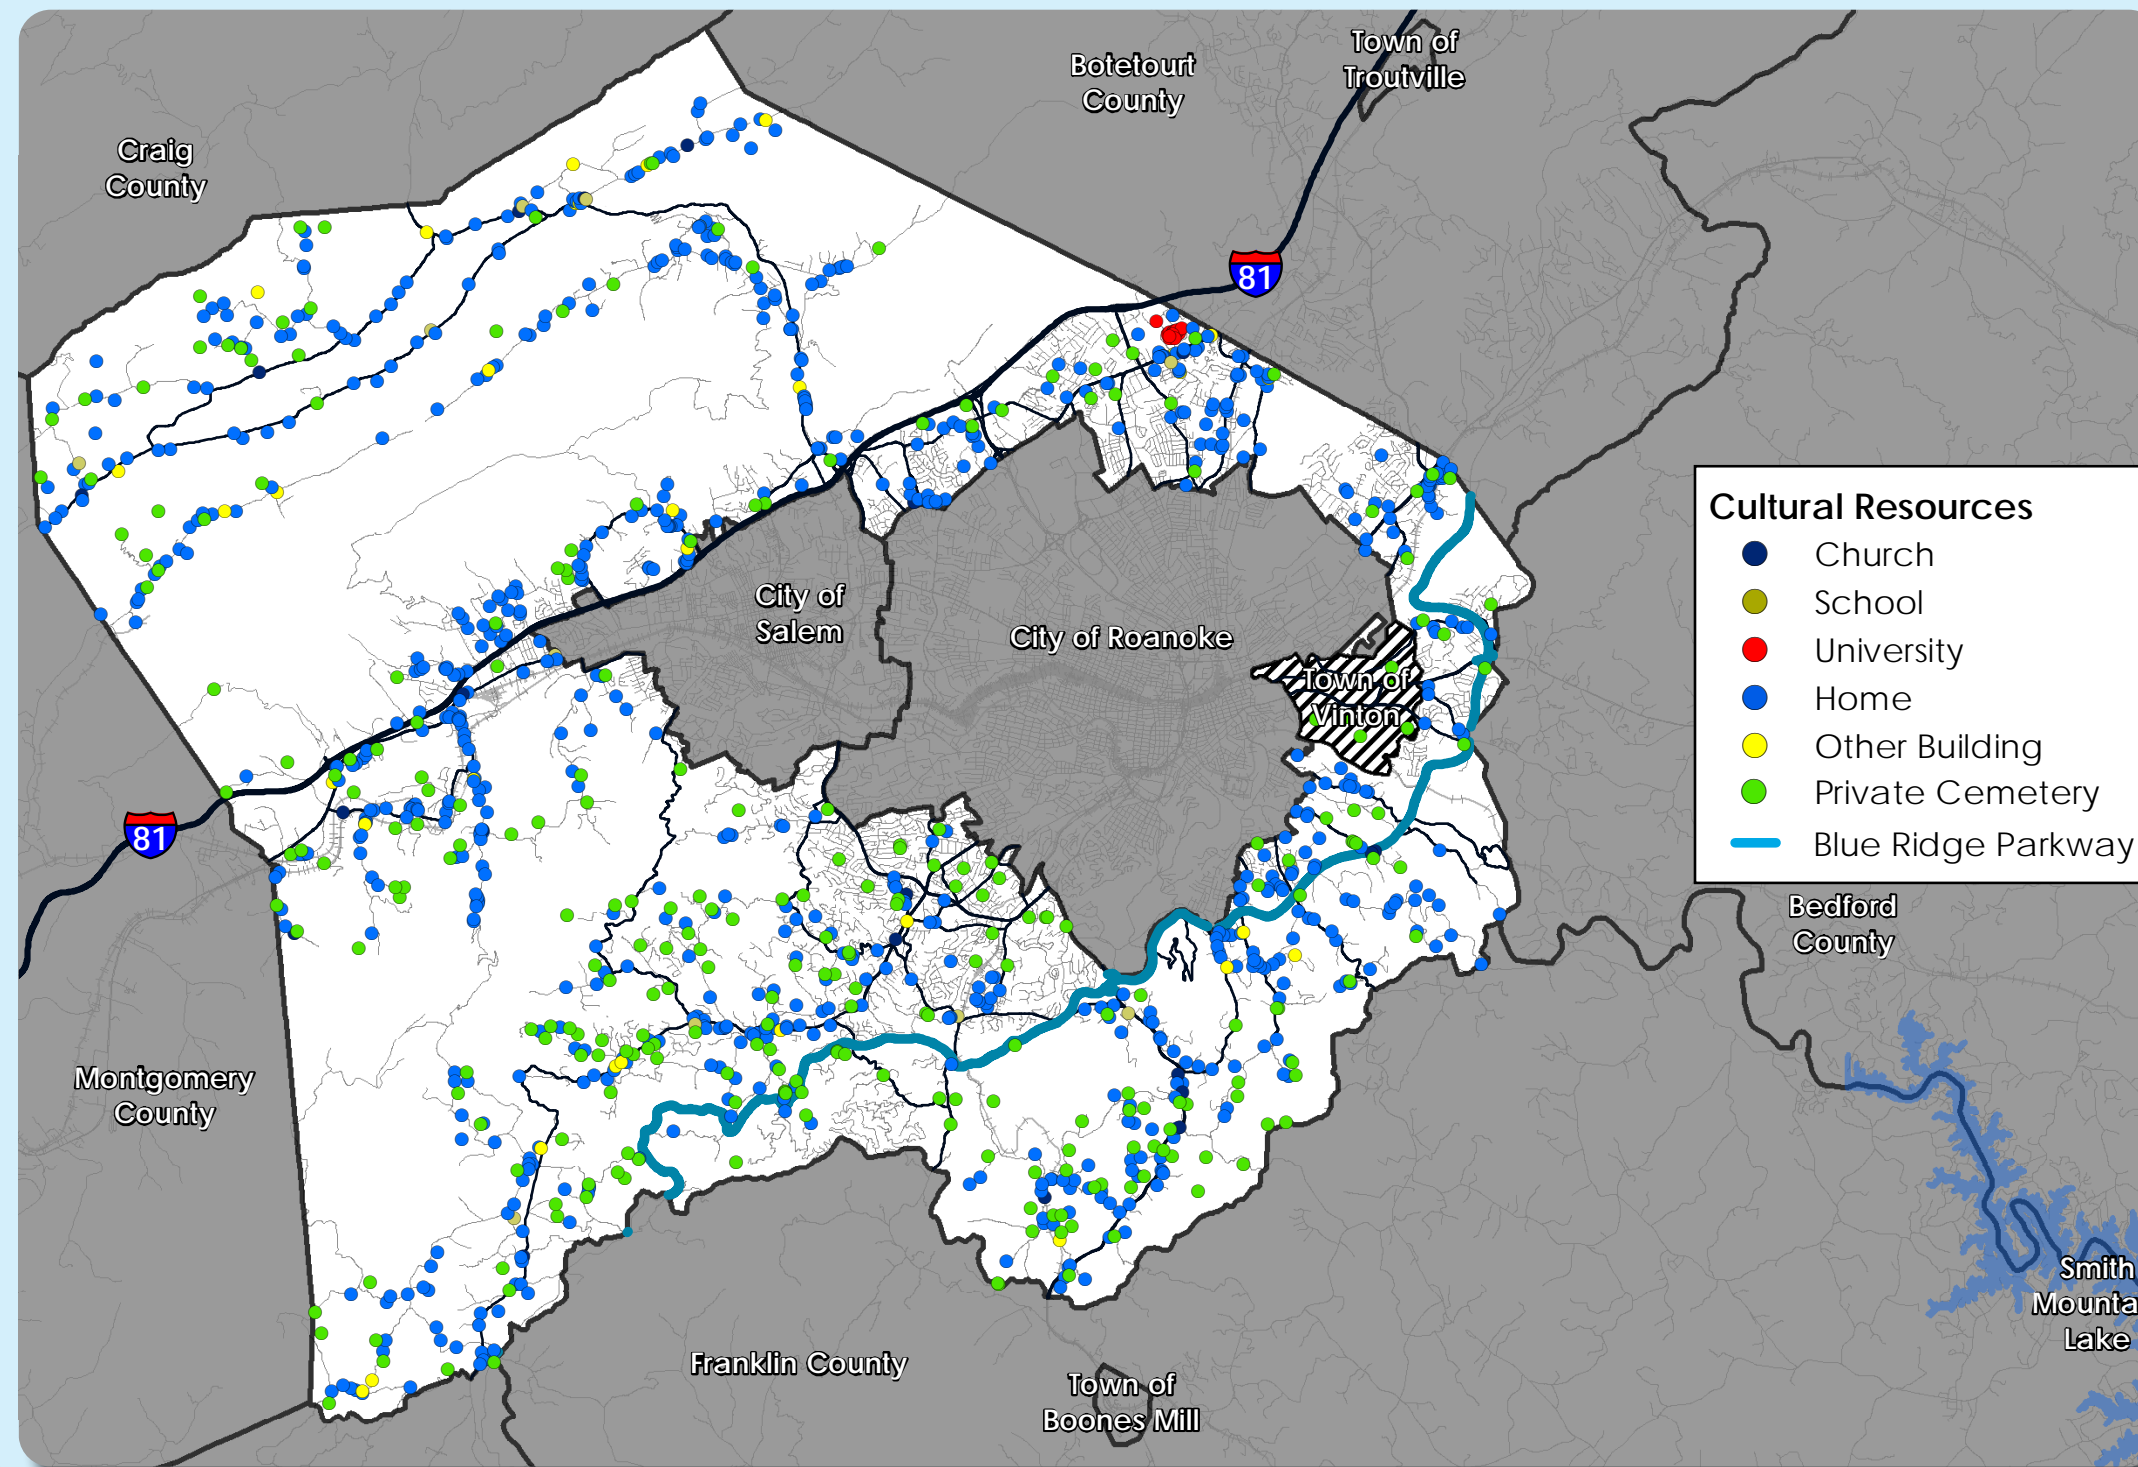 Town of
Troutville
Botetourt
County
Craig
County
81
Cultural Resources
Church
School
University
Home
Other Building
Private Cemetery
Blue Ridge Parkway
City of
Salem
City of Roanoke
Town of
Vinton
81
Bedford
County
Montgomery
County
Smith
Mounta
Lake
Franklin County
Town of
Boones Mill